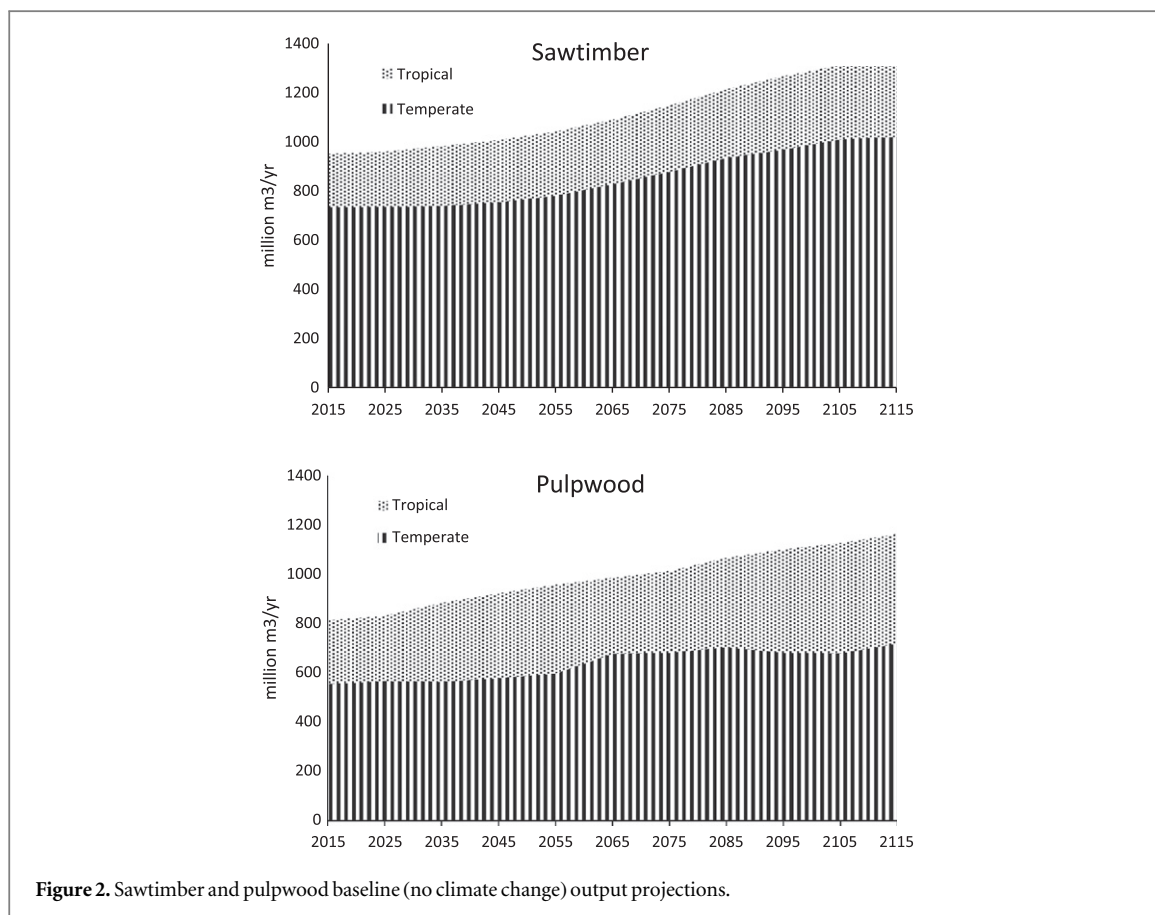 Sawtimber
Tropical
Temperate
million m3/yr
1400
1200
1000
800
600
400
200
0
2015 2025 2035 2045 2055 2065 2075 2085 2095 2105 2115
Pulpwood
Tropical
Temperate
million m3/yr
1400
1200
1000
800
600
400
200
0
2015 2025 2035 2045 2055 2065 2075 2085 2095 2105 2115
Figure 2. Sawtimber and pulpwood baseline (no climate change) output projections.